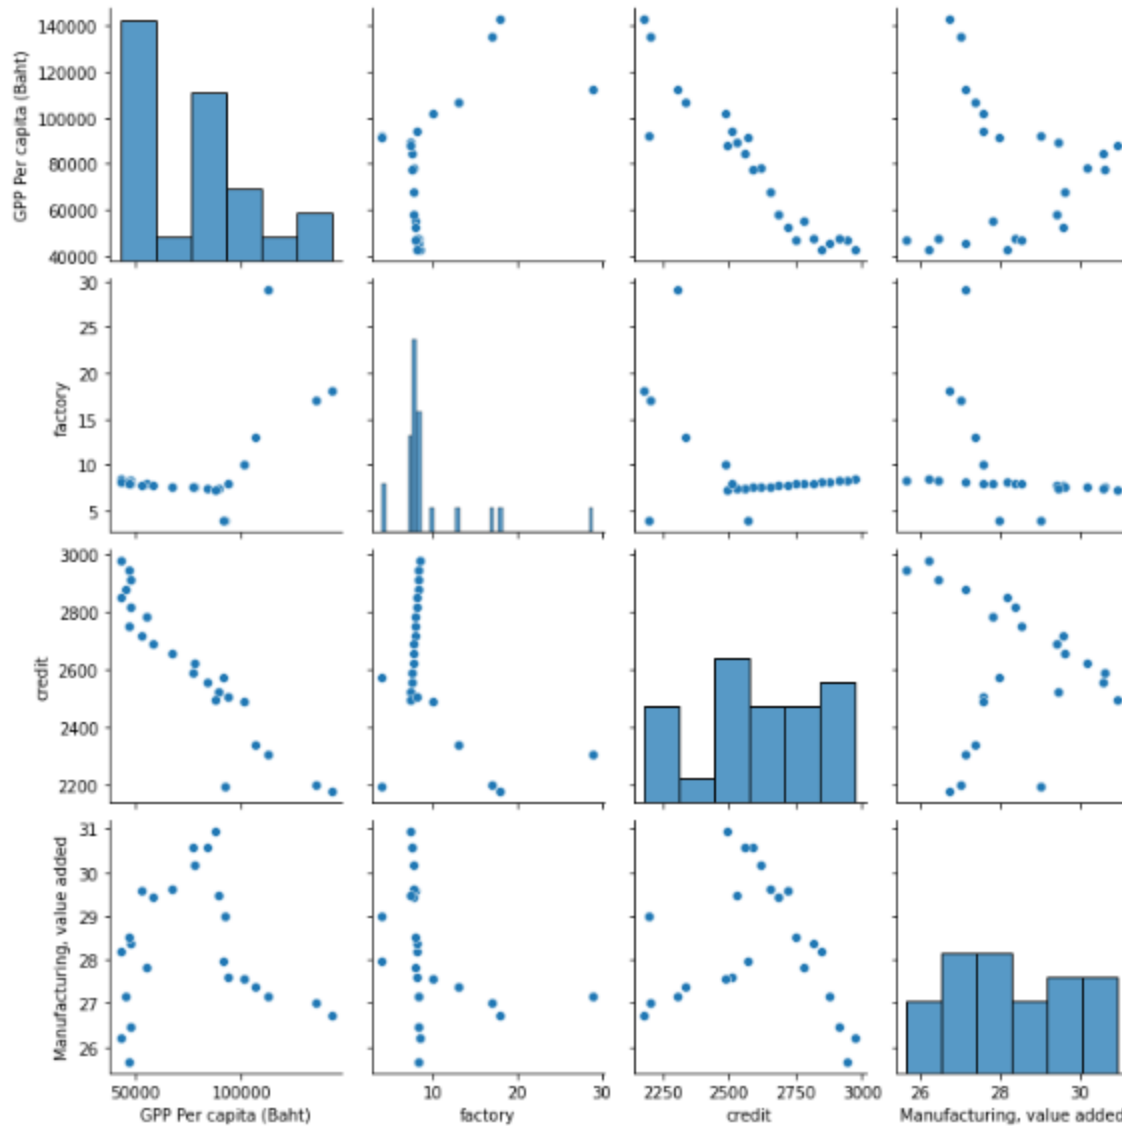 140000
120000
100000
80000
60000
40000
GPP Per capita (Baht)
30
25
20
15
10
5
factory
3000
2800
2600
2400
2200
credit
31
30
29
28
27
26
Manufacturing, value added
50000 100000
10 20 30
2250 2500 2750 3000
26 28 30
GPP Per capita (Baht)
factory
credit
Manufacturing, value added